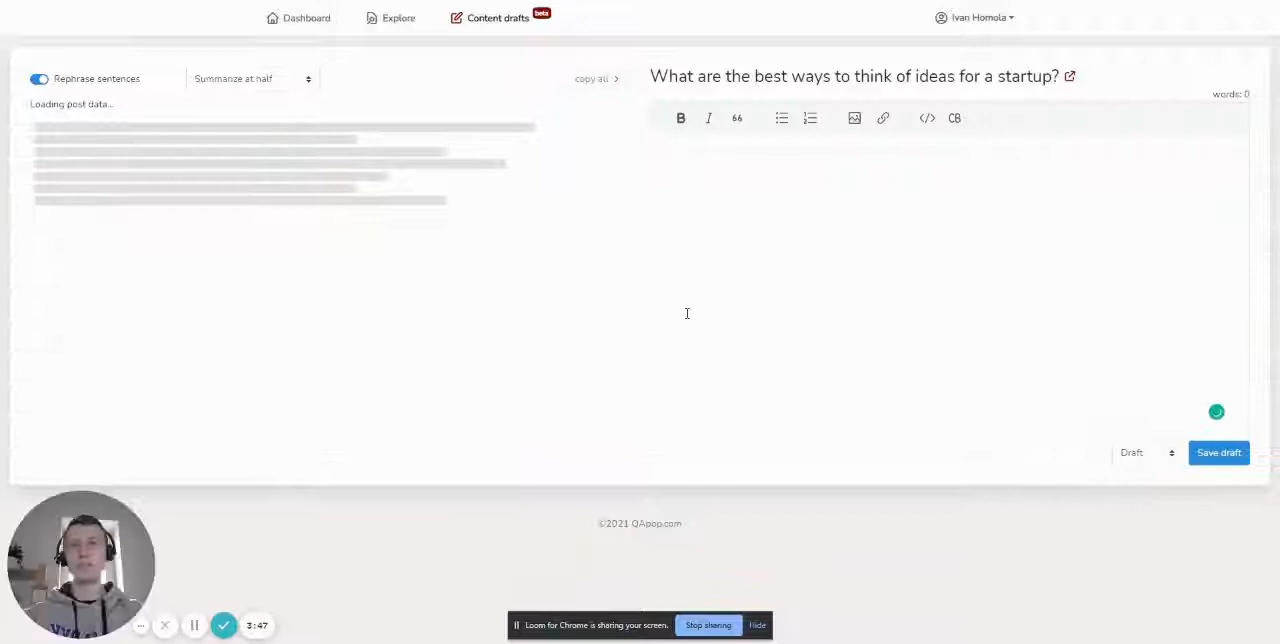 Dashboard
Explore
Content drafts
beta
Ivan Homola
Rephrase sentences
Summarize at half
copy all
Loading post data...
What are the best ways to think of ideas for a startup?
words: 0
B I 66 </> CB
Draft
Save draft
©2021 QApop.com
3:47
Loom for Chrome is sharing your screen.
Stop sharing
Hide